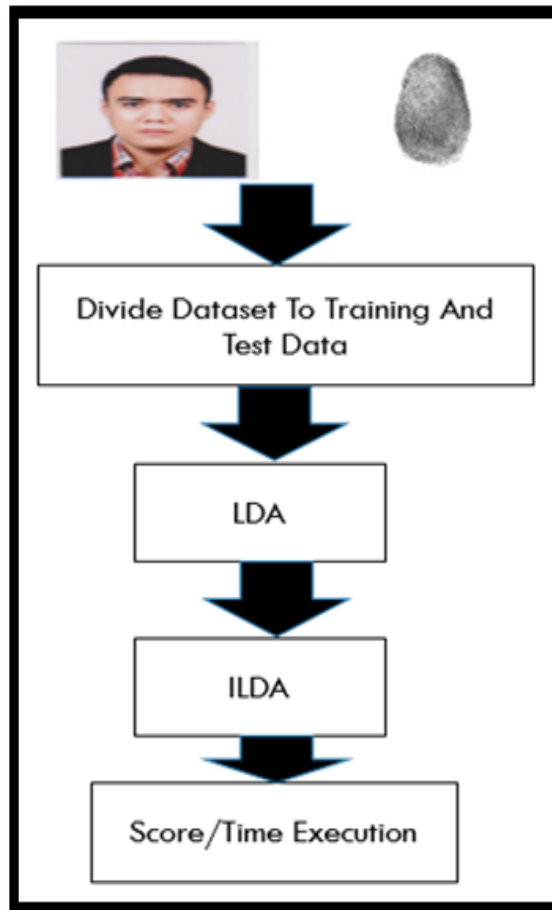 Divide Dataset To Training And
Test Data
LDA
ILDA
Score/Time Execution